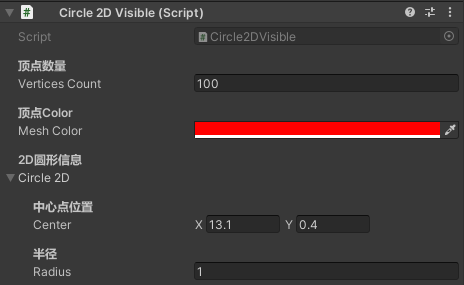 Circle 2D Visible (Script)
Script Circle2DVisible
顶点数量
Vertices Count 100
顶点Color
Mesh Color
2D圆形信息
Circle 2D
中心点位置
Center X 13.1 Y 0.4
半径
Radius 1